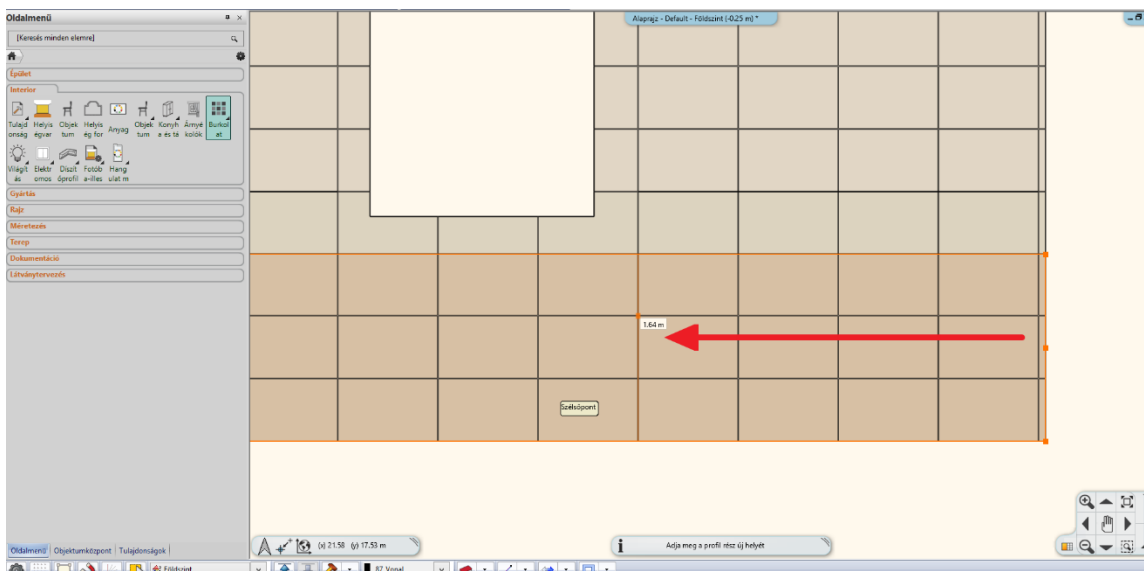 Oldalmenü
[Keresés minden elemre]
Épület
Interior
Tulajd
onság
Helyis
égvar
Objek
tum
Helyis
ég for
Anyag
Objek
tum
Konyh
a és tá
Árnyé
kolók
Burkol
at
Világít
ás
Elektr
omos
Díszít
őprofil
Fotób
a-illes
Hang
ulat m
Gyártás
Rajz
Méretezés
Terep
Dokumentáció
Látványtervezés
Alaprajz - Default - Földszint (-0.25 m) *
1.64 m
Szélsőpont
(x) 21.58 (y) 17.53 m
Adja meg a profil rész új helyét
Oldalmenü
Objektumközpont
Tulajdonságok
Földszint
67 Vonal